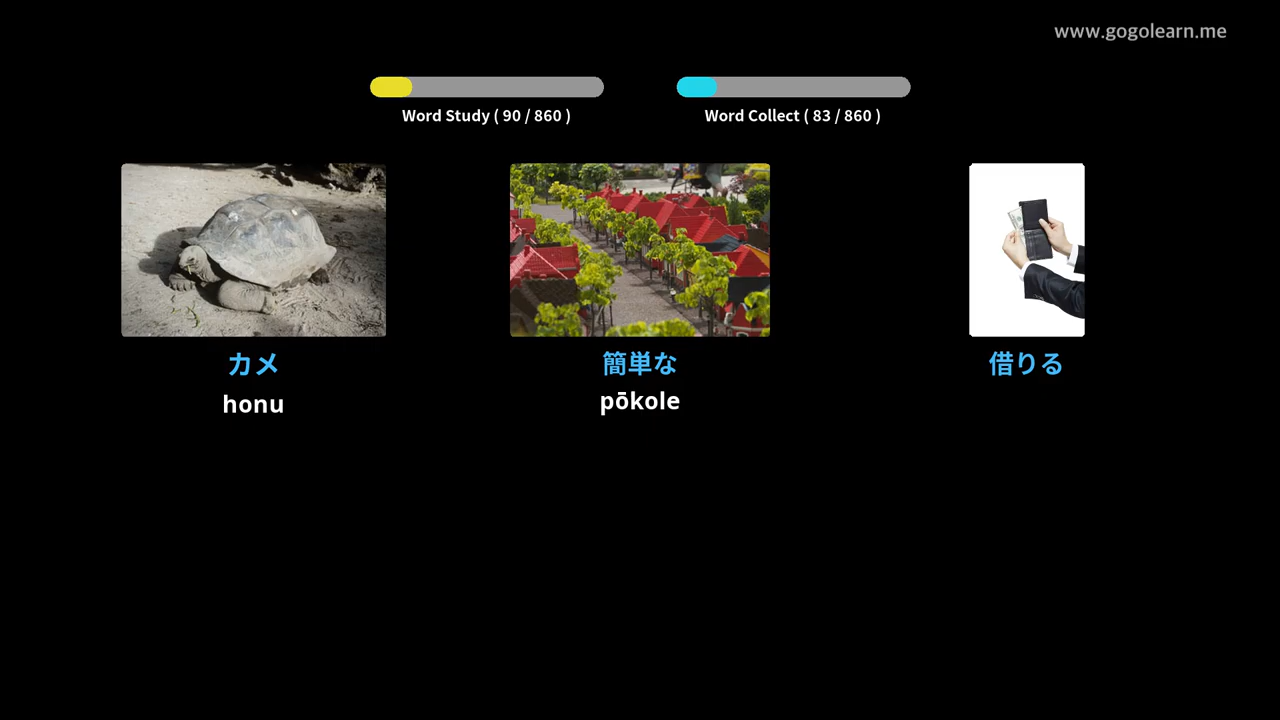 www.gogolearn.me
Word Study ( 90 / 860 )
Word Collect ( 83 / 860 )
カメ
honu
簡単な
pōkole
借りる